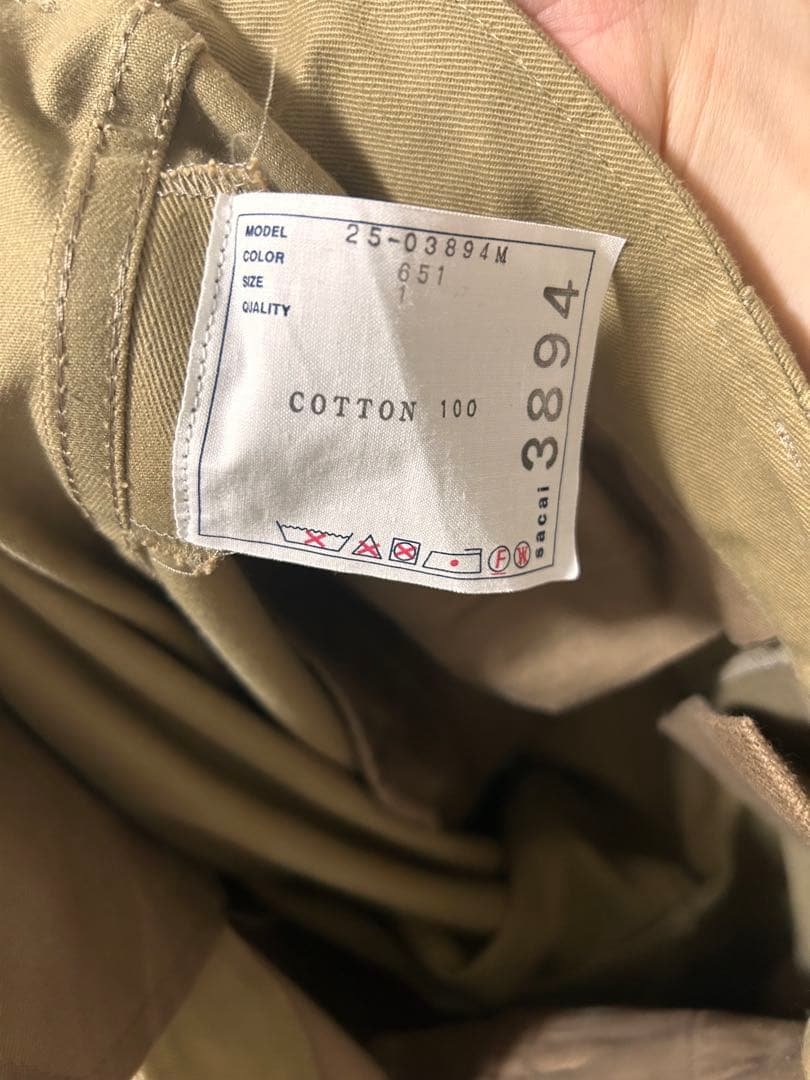 MODEL 25-03894M
COLOR 651
SIZE 1
QUALITY
COTTON 100
F W
sacai 3894